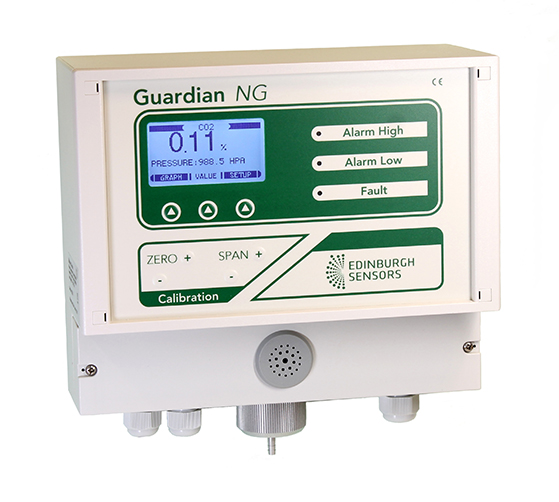 Guardian NG
CE
CO2
0.11 %
PRESSURE:988.5 HPA
GRAPH VALUE SETUP
Alarm High
Alarm Low
Fault
ZERO + SPAN +
- -
Calibration
EDINBURGH
SENSORS